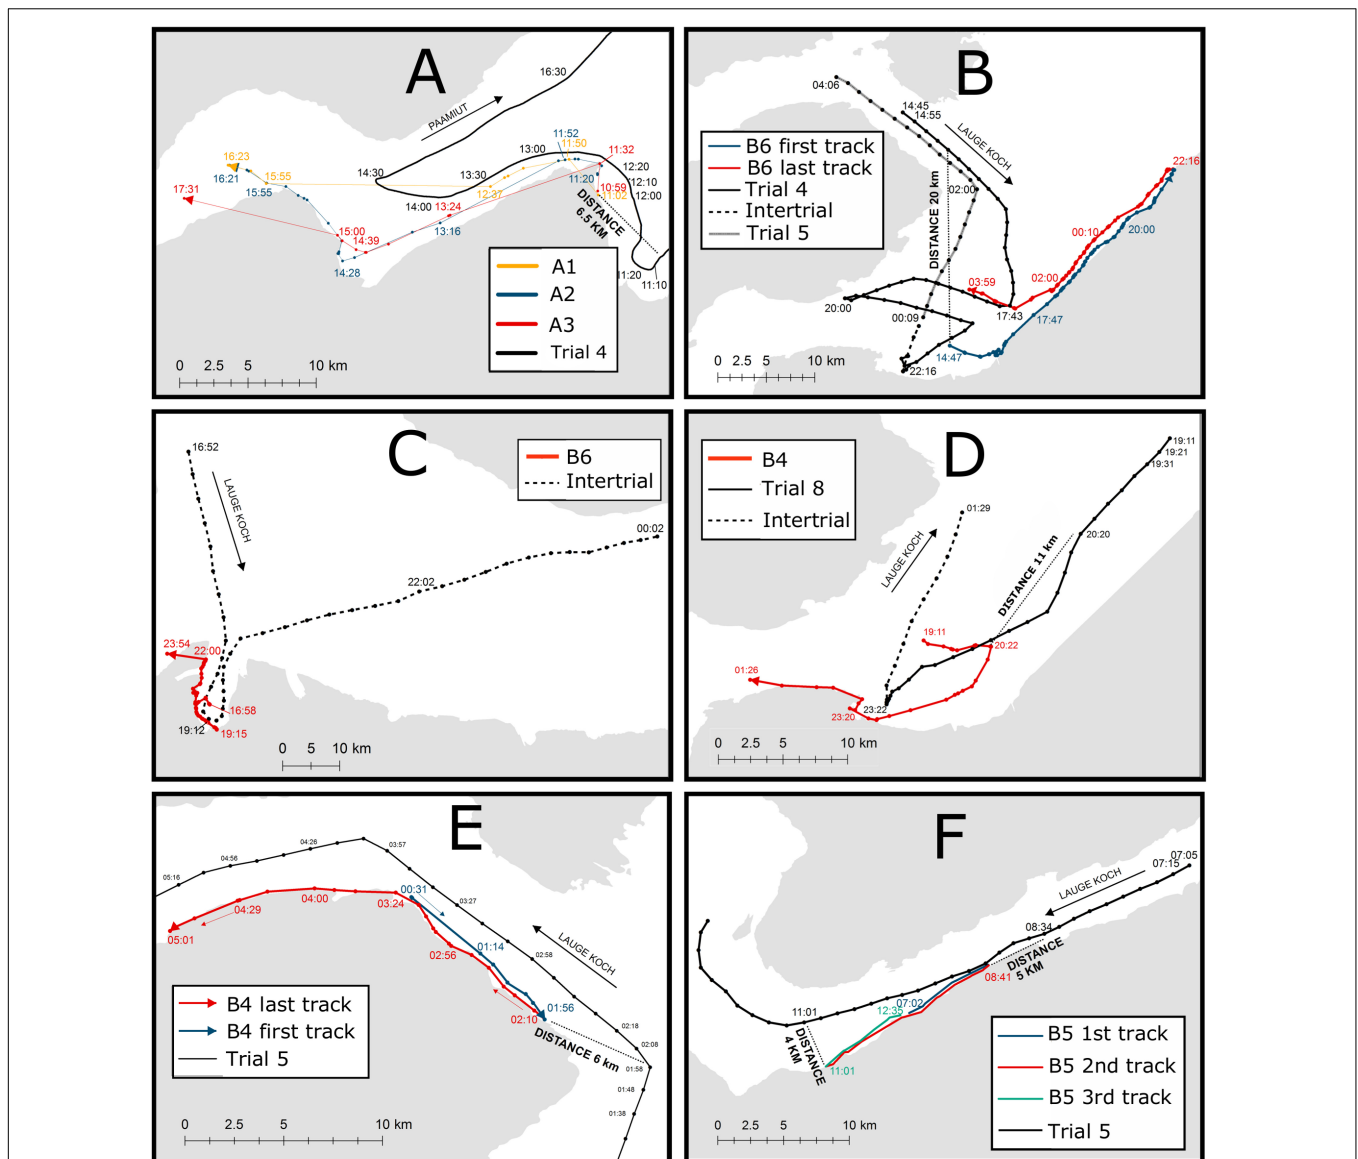 A
PAAMIUT
16:30
11:52
11:50
11:32
13:00
12:20
12:10
12:00
16:23
16:21
15:55
15:55
14:30
13:30
12:37
11:20
10:59
11:02
17:31
14:00
13:24
13:16
DISTANCE
6.5 KM
15:00
14:39
14:28
11:20
11:10
A1
A2
A3
Trial 4
0 5 10 km
B
04:06
14:45
14:55
LAUGE KOCH
B6 first track
B6 last track
Trial 4
Intertrial
Trial 5
22:16
02:00
DISTANCE 20 km
00:10
20:00
02:00
03:59
20:00
00:09
17:43
17:47
14:47
22:16
0 2.5 5 10 km
C
16:52
LAUGE KOCH
B6
Intertrial
00:02
22:02
23:54
22:00
16:58
19:12
19:15
0 5 10 km
D
B4
Trial 8
Intertrial
19:11
19:21
19:31
01:29
20:20
LAUGE KOCH
DISTANCE 11 km
19:11
20:22
01:26
23:22
23:20
0 2.5 5 10 km
E
04:26
03:57
04:56
05:16
00:31
03:27
04:00
03:24
04:29
05:01
LAUGE KOCH
01:14
02:56
02:58
01:56
02:10
02:18
02:08
DISTANCE 6 km
01:58
01:48
01:38
B4 last track
B4 first track
Trial 5
0 2.5 5 10 km
F
07:05
07:15
LAUGE KOCH
08:34
DISTANCE
5 KM
08:41
07:02
12:35
11:01
DISTANCE
4 KM
11:01
B5 1st track
B5 2nd track
B5 3rd track
Trial 5
0 2.5 5 10 km